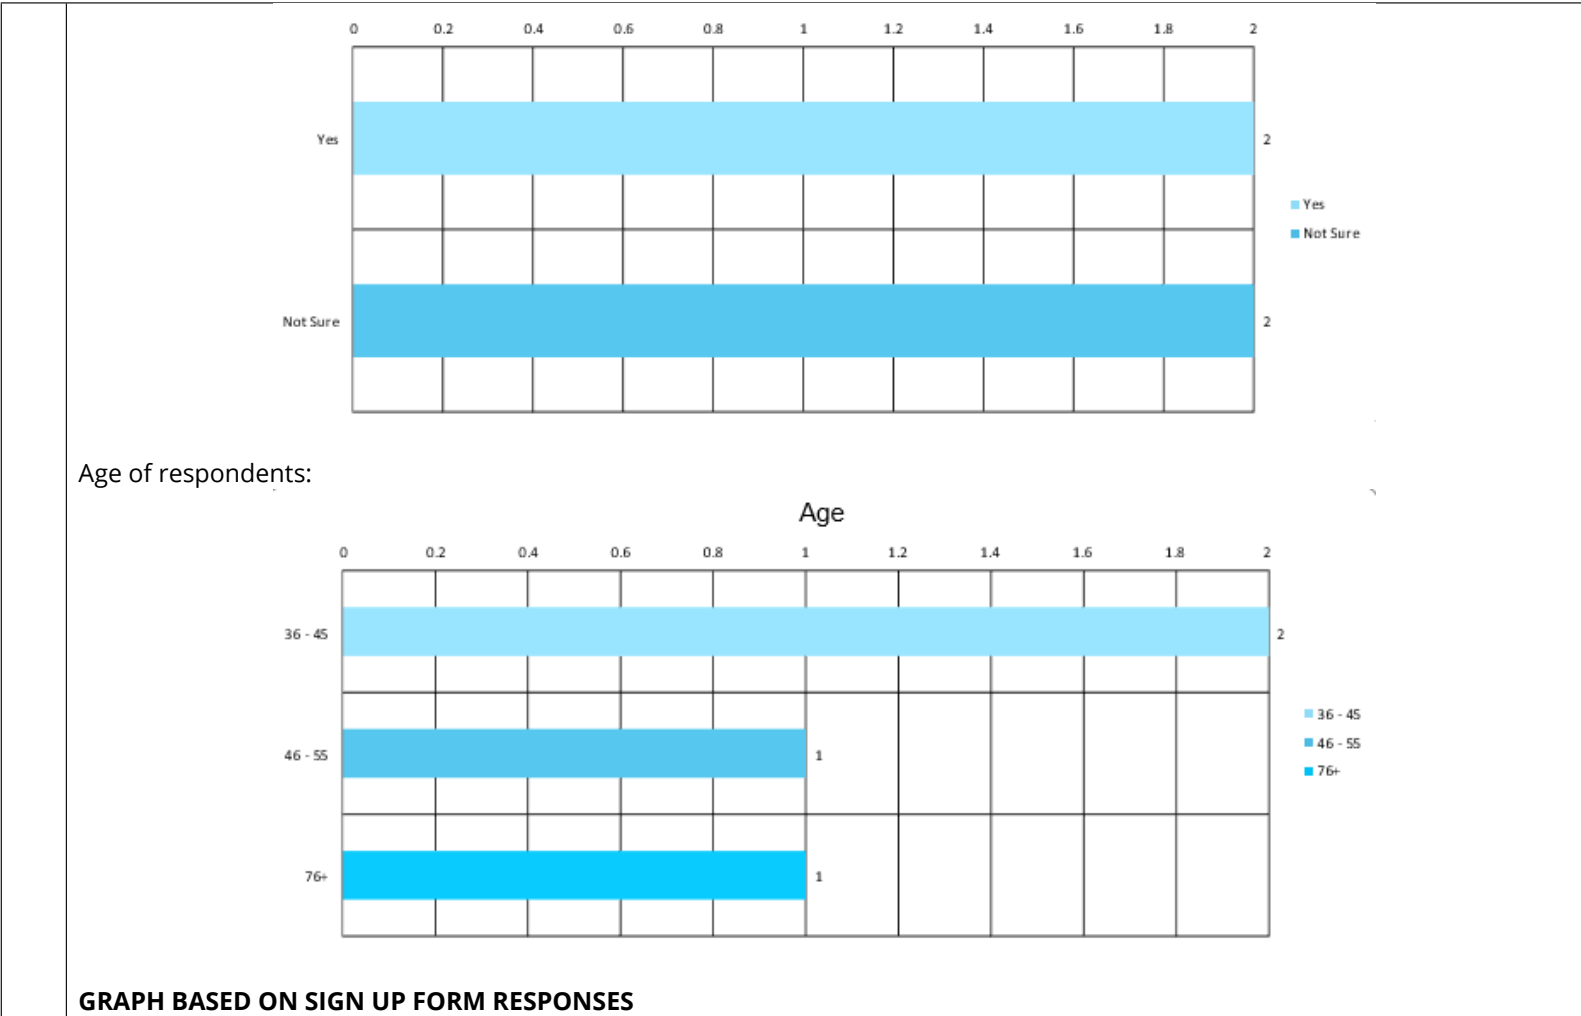 0 0.2 0.4 0.6 0.8 1 1.2 1.4 1.6 1.8 2
Yes 2
Yes
Not Sure
Not Sure 2
Age of respondents:
Age
0 0.2 0.4 0.6 0.8 1 1.2 1.4 1.6 1.8 2
36 - 45 2
36 - 45
46 - 55
46 - 55 1
76+
76+ 1
GRAPH BASED ON SIGN UP FORM RESPONSES